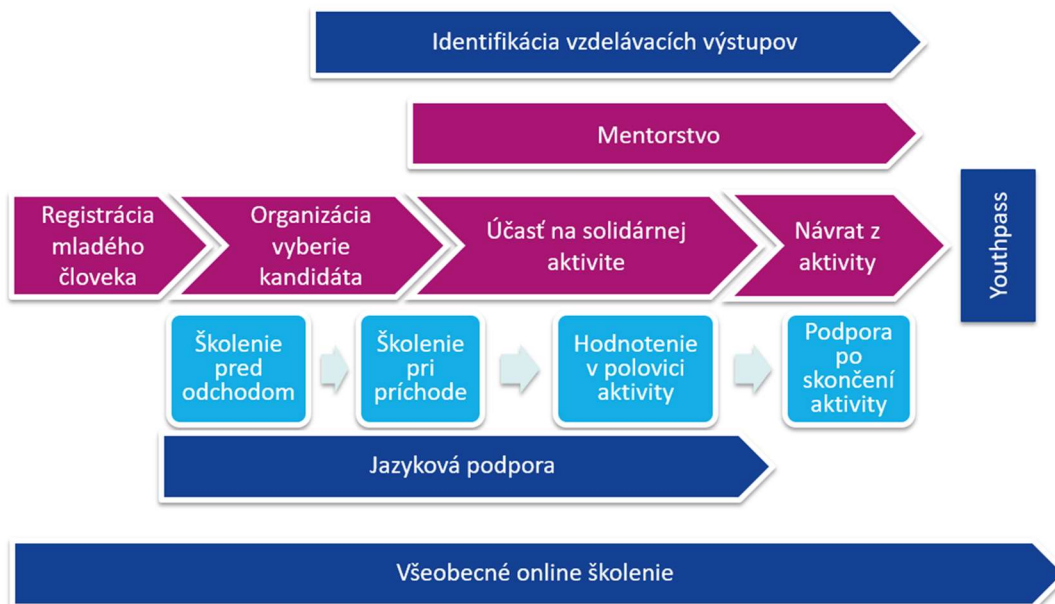 Identifikácia vzdelávacích výstupov
Mentorstvo
Registrácia
mladého
človeka
Organizácia
vyberie
kandidáta
Účasť na solidárnej
aktivite
Návrat z
aktivity
Youthpass
Školenie
pred
odchodom
Školenie
pri
príchode
Hodnotenie
v polovici
aktivity
Podpora
po
skončení
aktivity
Jazyková podpora
Všeobecné online školenie